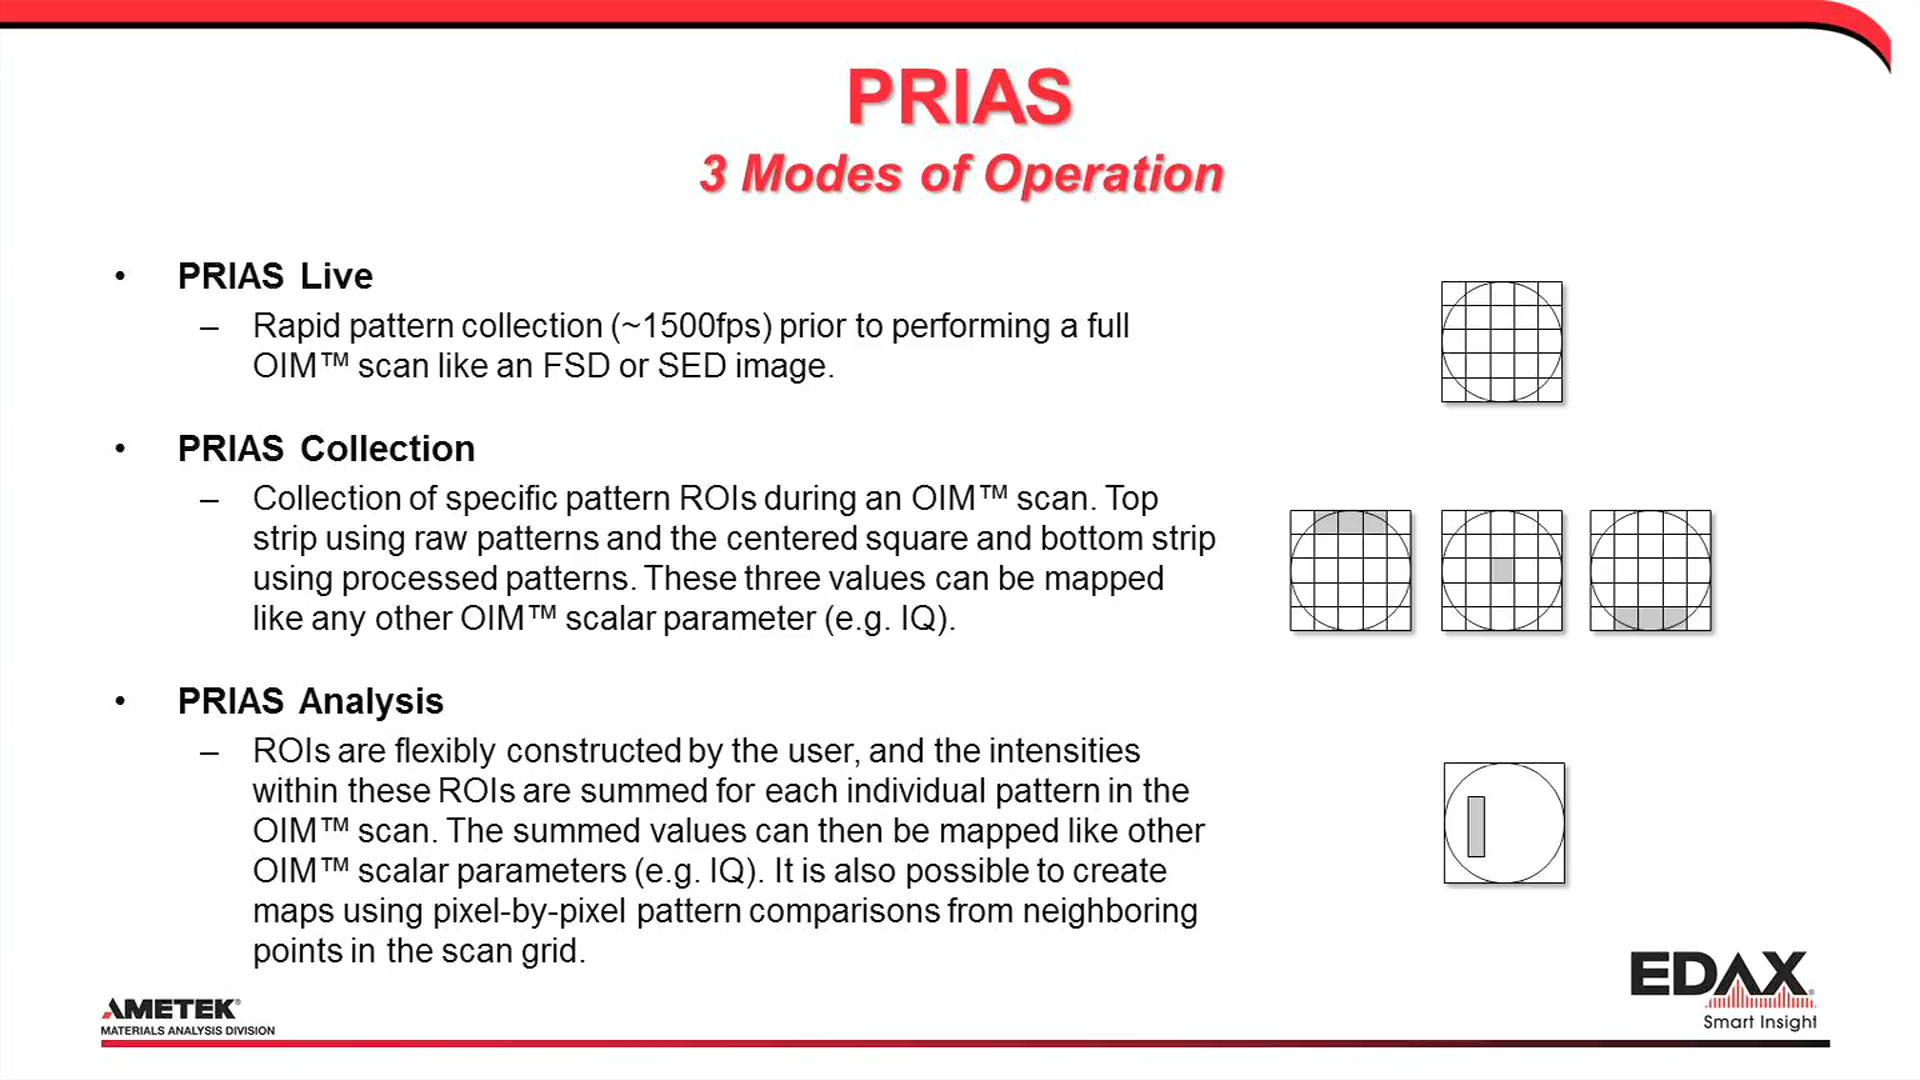 PRIAS
3 Modes of Operation
• PRIAS Live
– Rapid pattern collection (~1500fps) prior to performing a full
OIM™ scan like an FSD or SED image.
• PRIAS Collection
– Collection of specific pattern ROIs during an OIM™ scan. Top
strip using raw patterns and the centered square and bottom strip
using processed patterns. These three values can be mapped
like any other OIM™ scalar parameter (e.g. IQ).
• PRIAS Analysis
– ROIs are flexibly constructed by the user, and the intensities
within these ROIs are summed for each individual pattern in the
OIM™ scan. The summed values can then be mapped like other
OIM™ scalar parameters (e.g. IQ). It is also possible to create
maps using pixel-by-pixel pattern comparisons from neighboring
points in the scan grid.
AMETEK®
MATERIALS ANALYSIS DIVISION
EDAX®
Smart Insight